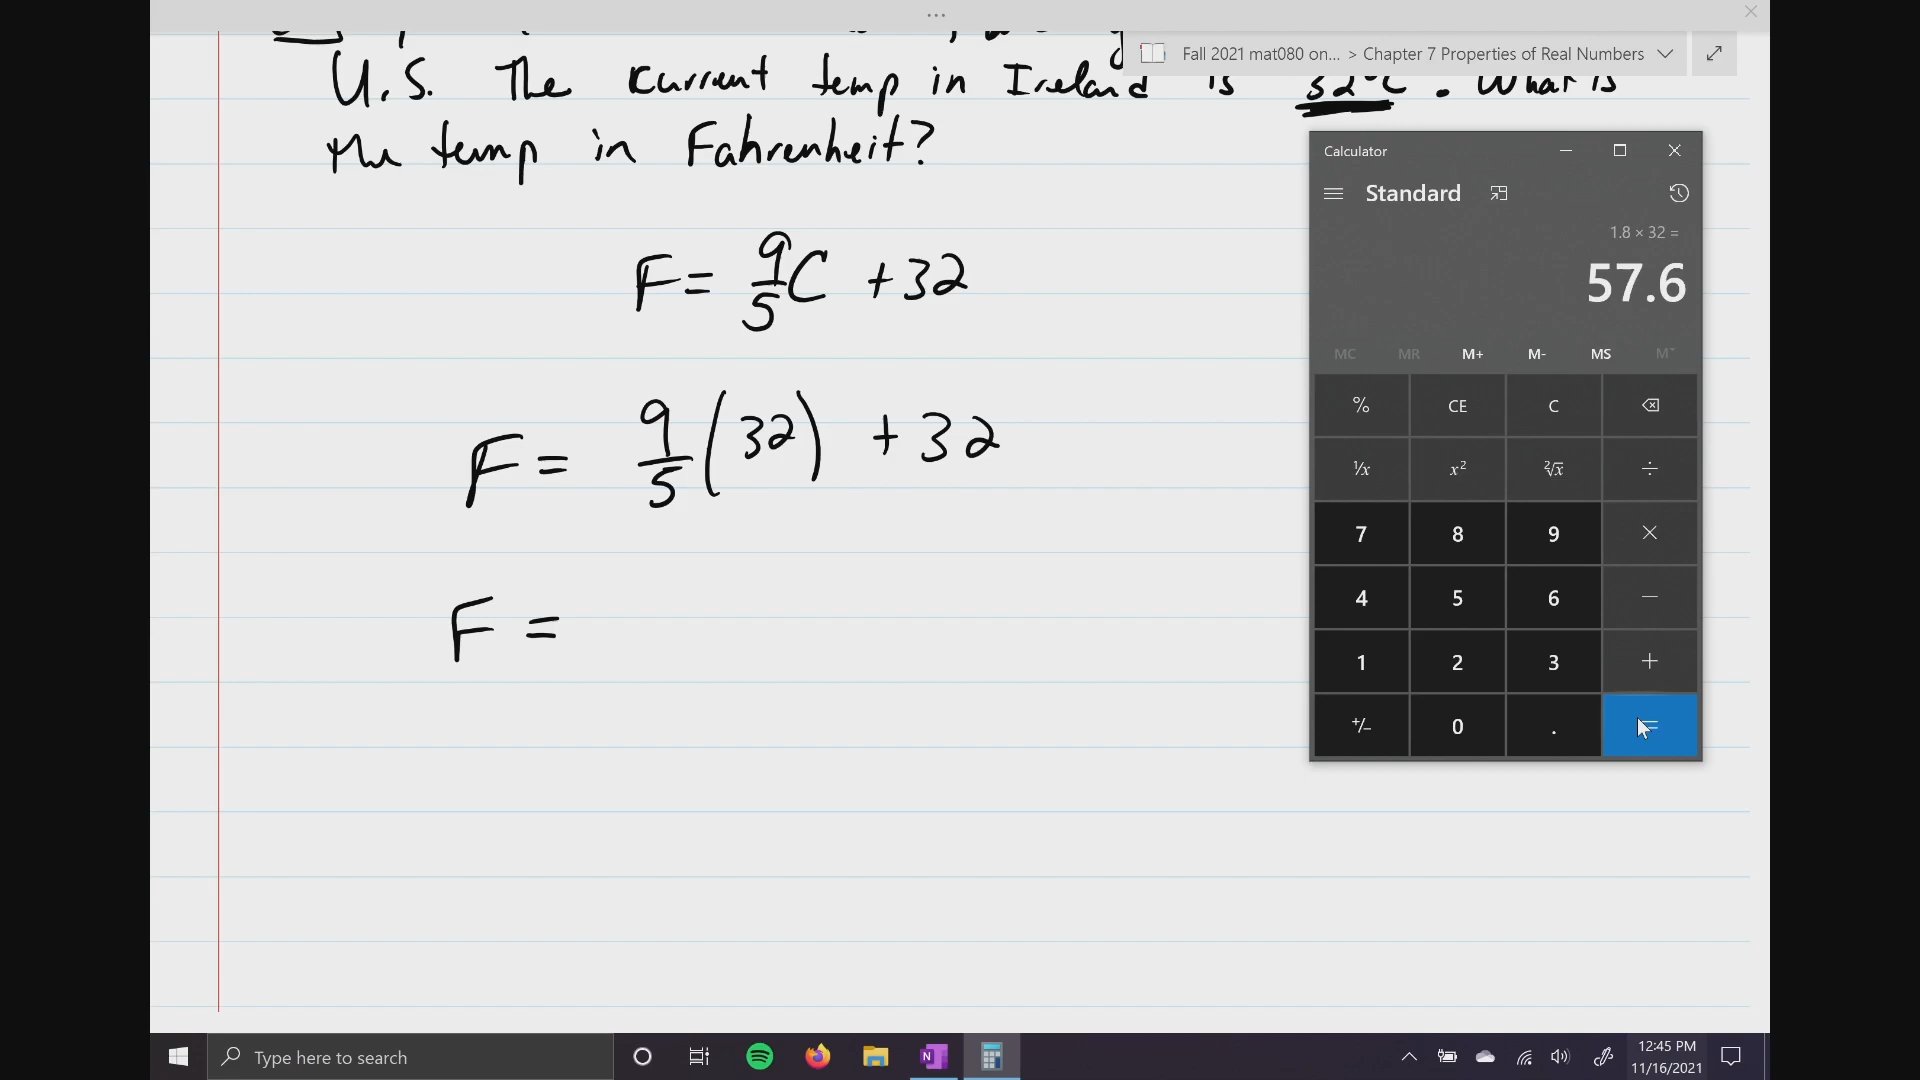 Fall 2021 mat080 on... > Chapter 7 Properties of Real Numbers
U.S. The current temp in Ireland is 32°C. What is
the temp in Fahrenheit?
F = 9/5 C + 32
F = 9/5 (32) + 32
F =
Calculator
Standard
1.8 × 32 =
57.6
MC MR M+ M- MS M˅
% CE C ⌫
¹/x x² ²√x ÷
7 8 9 ×
4 5 6 −
1 2 3 +
+/− 0 . =
Type here to search
N
12:45 PM
11/16/2021